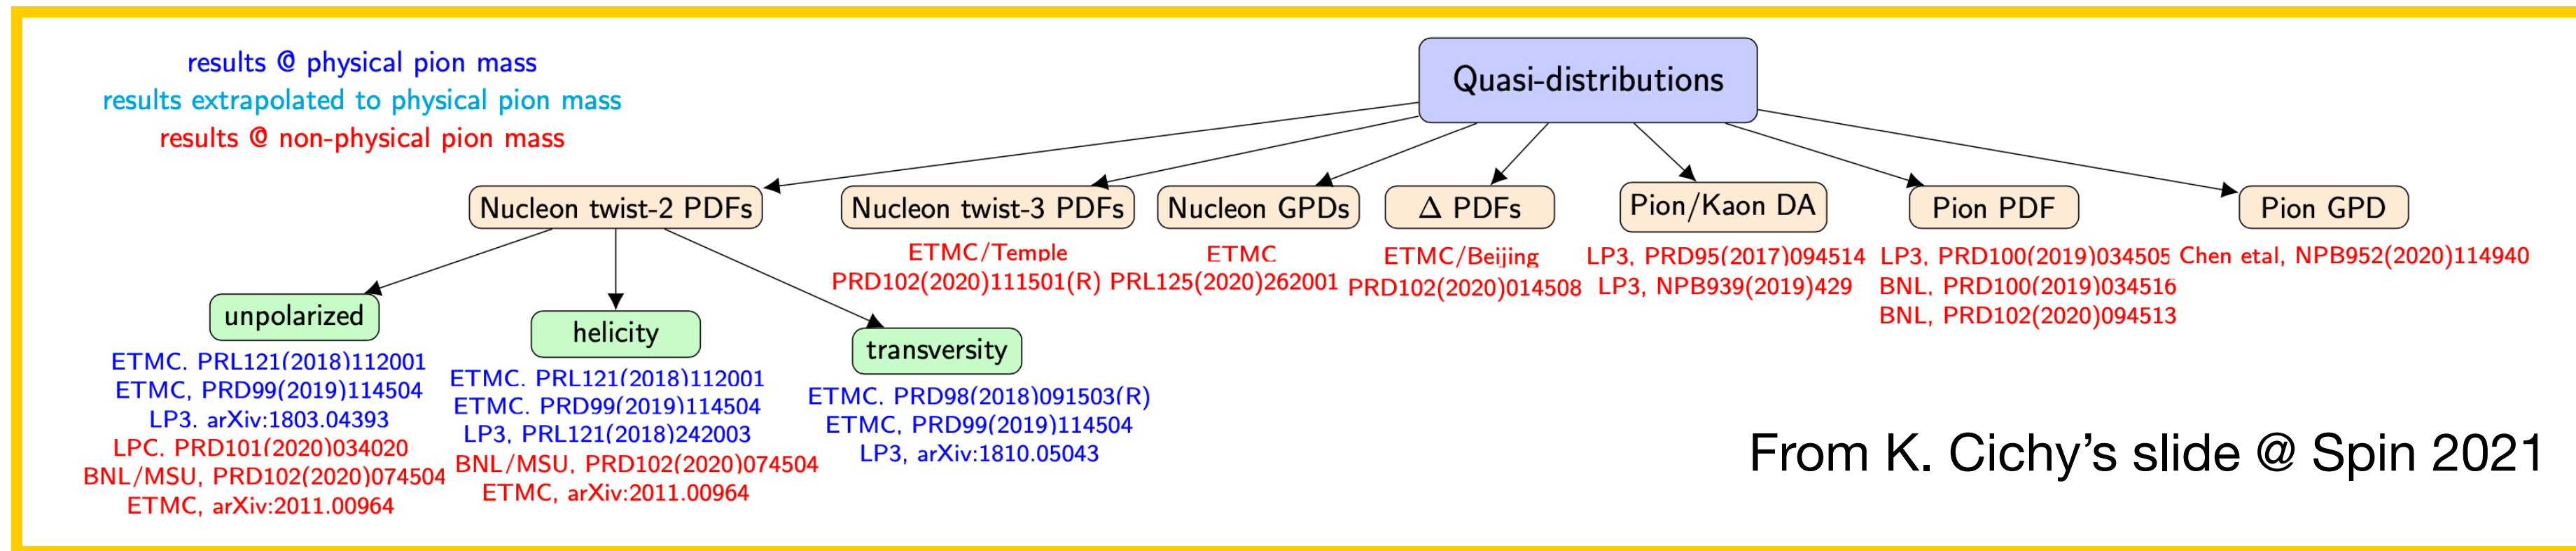 results @ physical pion mass
results extrapolated to physical pion mass
results @ non-physical pion mass
Quasi-distributions
Nucleon twist-2 PDFs
Nucleon twist-3 PDFs
ETMC/Temple
PRD102(2020)111501(R)
Nucleon GPDs
ETMC
PRL125(2020)262001
Δ PDFs
ETMC/Beijing
PRD102(2020)014508
Pion/Kaon DA
LP3, PRD95(2017)094514
LP3, NPB939(2019)429
Pion PDF
LP3, PRD100(2019)034505
BNL, PRD100(2019)034516
BNL, PRD102(2020)094513
Pion GPD
Chen etal, NPB952(2020)114940
unpolarized
ETMC. PRL121(2018)112001
ETMC, PRD99(2019)114504
LP3. arXiv:1803.04393
LPC. PRD101(2020)034020
BNL/MSU, PRD102(2020)074504
ETMC, arXiv:2011.00964
helicity
ETMC. PRL121(2018)112001
ETMC. PRD99(2019)114504
LP3, PRL121(2018)242003
BNL/MSU, PRD102(2020)074504
ETMC, arXiv:2011.00964
transversity
ETMC. PRD98(2018)091503(R)
ETMC, PRD99(2019)114504
LP3, arXiv:1810.05043
From K. Cichy's slide @ Spin 2021